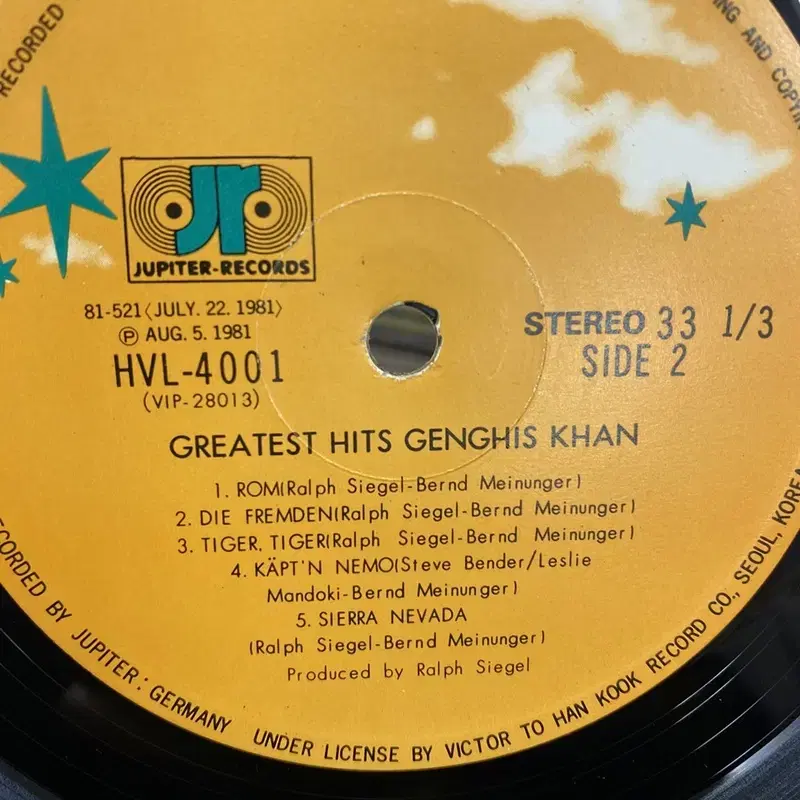 RECORDED
ING AND COPYIN
JUPITER-RECORDS
81-521〈JULY. 22. 1981〉
Ⓟ AUG. 5. 1981
HVL-4001
(VIP-28013)
STEREO 33 1/3
SIDE 2
GREATEST HITS GENGHIS KHAN
1. ROM(Ralph Siegel-Bernd Meinunger)
2. DIE FREMDEN(Ralph Siegel-Bernd Meinunger)
3. TIGER, TIGER(Ralph Siegel-Bernd Meinunger)
4. KÄPT'N NEMO(Steve Bender/Leslie
Mandoki-Bernd Meinunger)
5. SIERRA NEVADA
(Ralph Siegel-Bernd Meinunger)
Produced by Ralph Siegel
ECORDED BY JUPITER: GERMANY UNDER LICENSE BY VICTOR TO HAN KOOK RECORD CO., SEOUL, KOREA